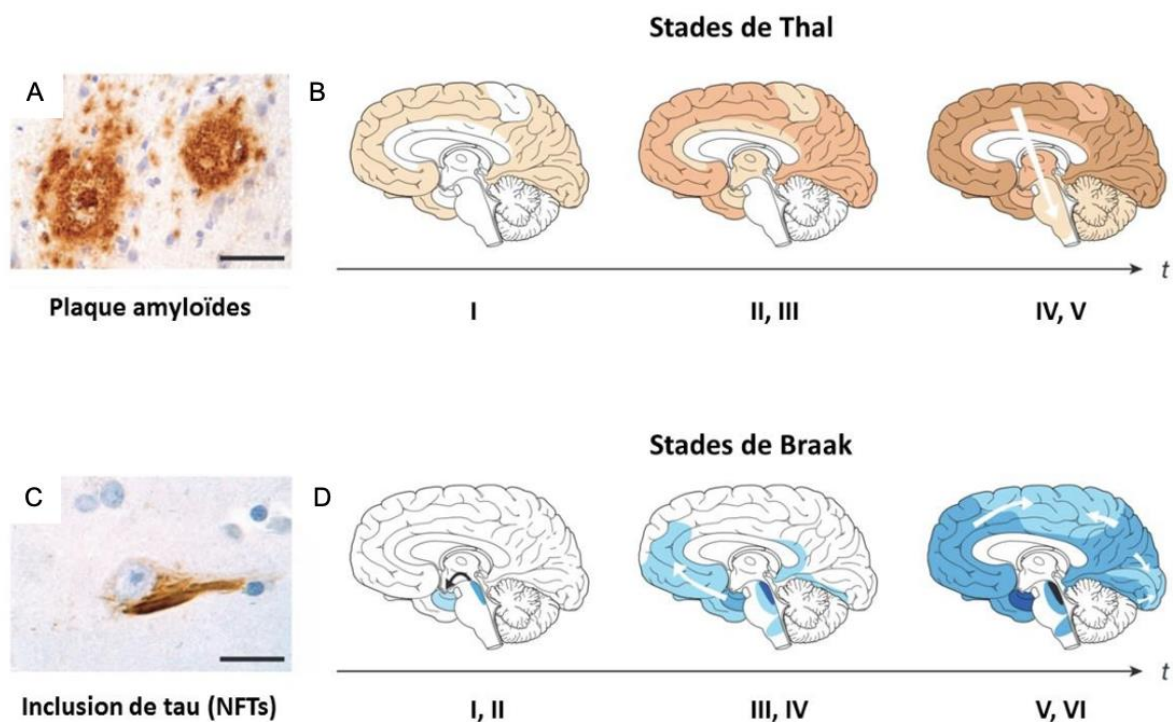 Stades de Thal
A
B
Plaque amyloïdes
t
I
II, III
IV, V
Stades de Braak
C
D
Inclusion de tau (NFTs)
t
I, II
III, IV
V, VI